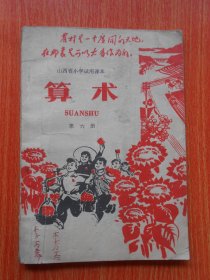 农村是一个广阔的天地，
在那里是可以大有作为的。
山西省小学试用课本
算术
SUANSHU
第六册